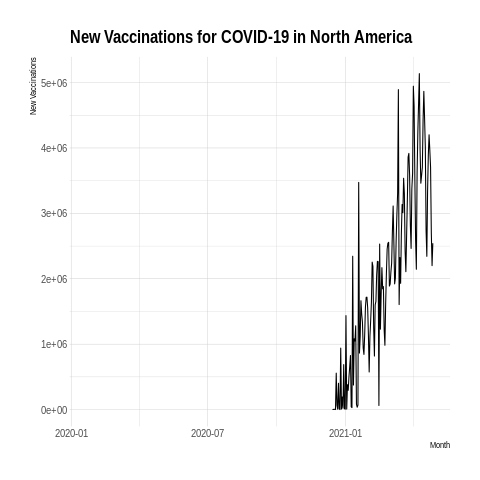 New Vaccinations for COVID-19 in North America
New Vaccinations
5e+06
4e+06
3e+06
2e+06
1e+06
0e+00
2020-01 2020-07 2021-01
Month